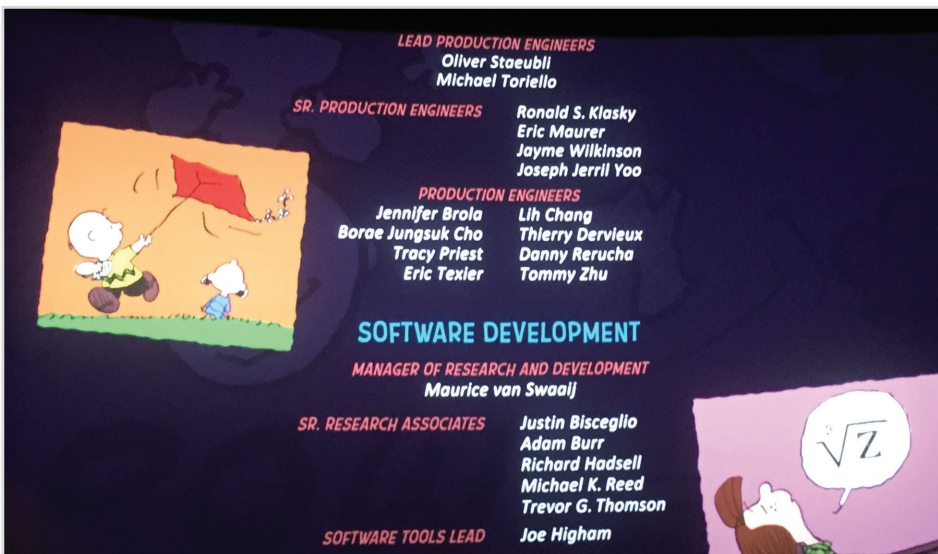 LEAD PRODUCTION ENGINEERS
Oliver Staeubli
Michael Toriello
SR. PRODUCTION ENGINEERS Ronald S. Klasky
Eric Maurer
Jayme Wilkinson
Joseph Jerril Yoo
PRODUCTION ENGINEERS
Jennifer Brola Lih Chang
Borae Jungsuk Cho Thierry Dervieux
Tracy Priest Danny Rerucha
Eric Texier Tommy Zhu
SOFTWARE DEVELOPMENT
MANAGER OF RESEARCH AND DEVELOPMENT
Maurice van Swaaij
SR. RESEARCH ASSOCIATES Justin Bisceglio
Adam Burr
Richard Hadsell
Michael K. Reed
Trevor G. Thomson
SOFTWARE TOOLS LEAD Joe Higham
∛Z